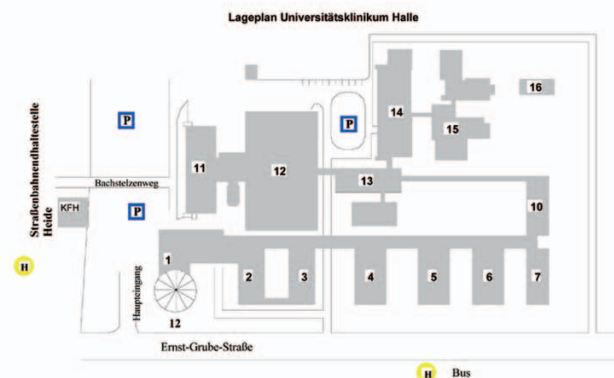 Lageplan Universitätsklinikum Halle
16
14
P
P
15
11
12
13
Bachstelzenweg
Straßenbahnendhaltestelle
Heide
KFH
P
10
H
1
2
3
4
5
6
7
Haupteingang
12
Ernst-Grube-Straße
H Bus